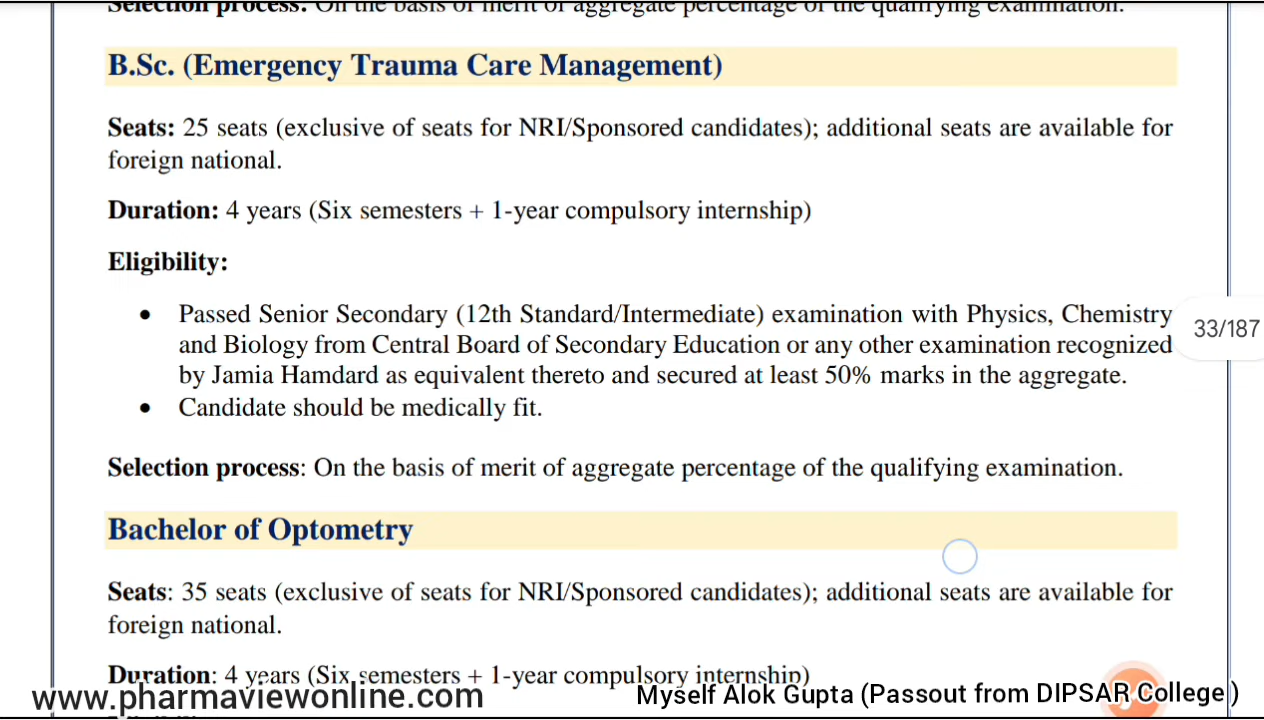 Selection process: On the basis of merit of aggregate percentage of the qualifying examination.
B.Sc. (Emergency Trauma Care Management)
Seats: 25 seats (exclusive of seats for NRI/Sponsored candidates); additional seats are available for
foreign national.
Duration: 4 years (Six semesters + 1-year compulsory internship)
Eligibility:
• Passed Senior Secondary (12th Standard/Intermediate) examination with Physics, Chemistry
and Biology from Central Board of Secondary Education or any other examination recognized
by Jamia Hamdard as equivalent thereto and secured at least 50% marks in the aggregate.
• Candidate should be medically fit.
33/187
Selection process: On the basis of merit of aggregate percentage of the qualifying examination.
Bachelor of Optometry
Seats: 35 seats (exclusive of seats for NRI/Sponsored candidates); additional seats are available for
foreign national.
Duration: 4 years (Six semesters + 1-year compulsory internship)
www.pharmaviewonline.com
Myself Alok Gupta (Passout from DIPSAR College )